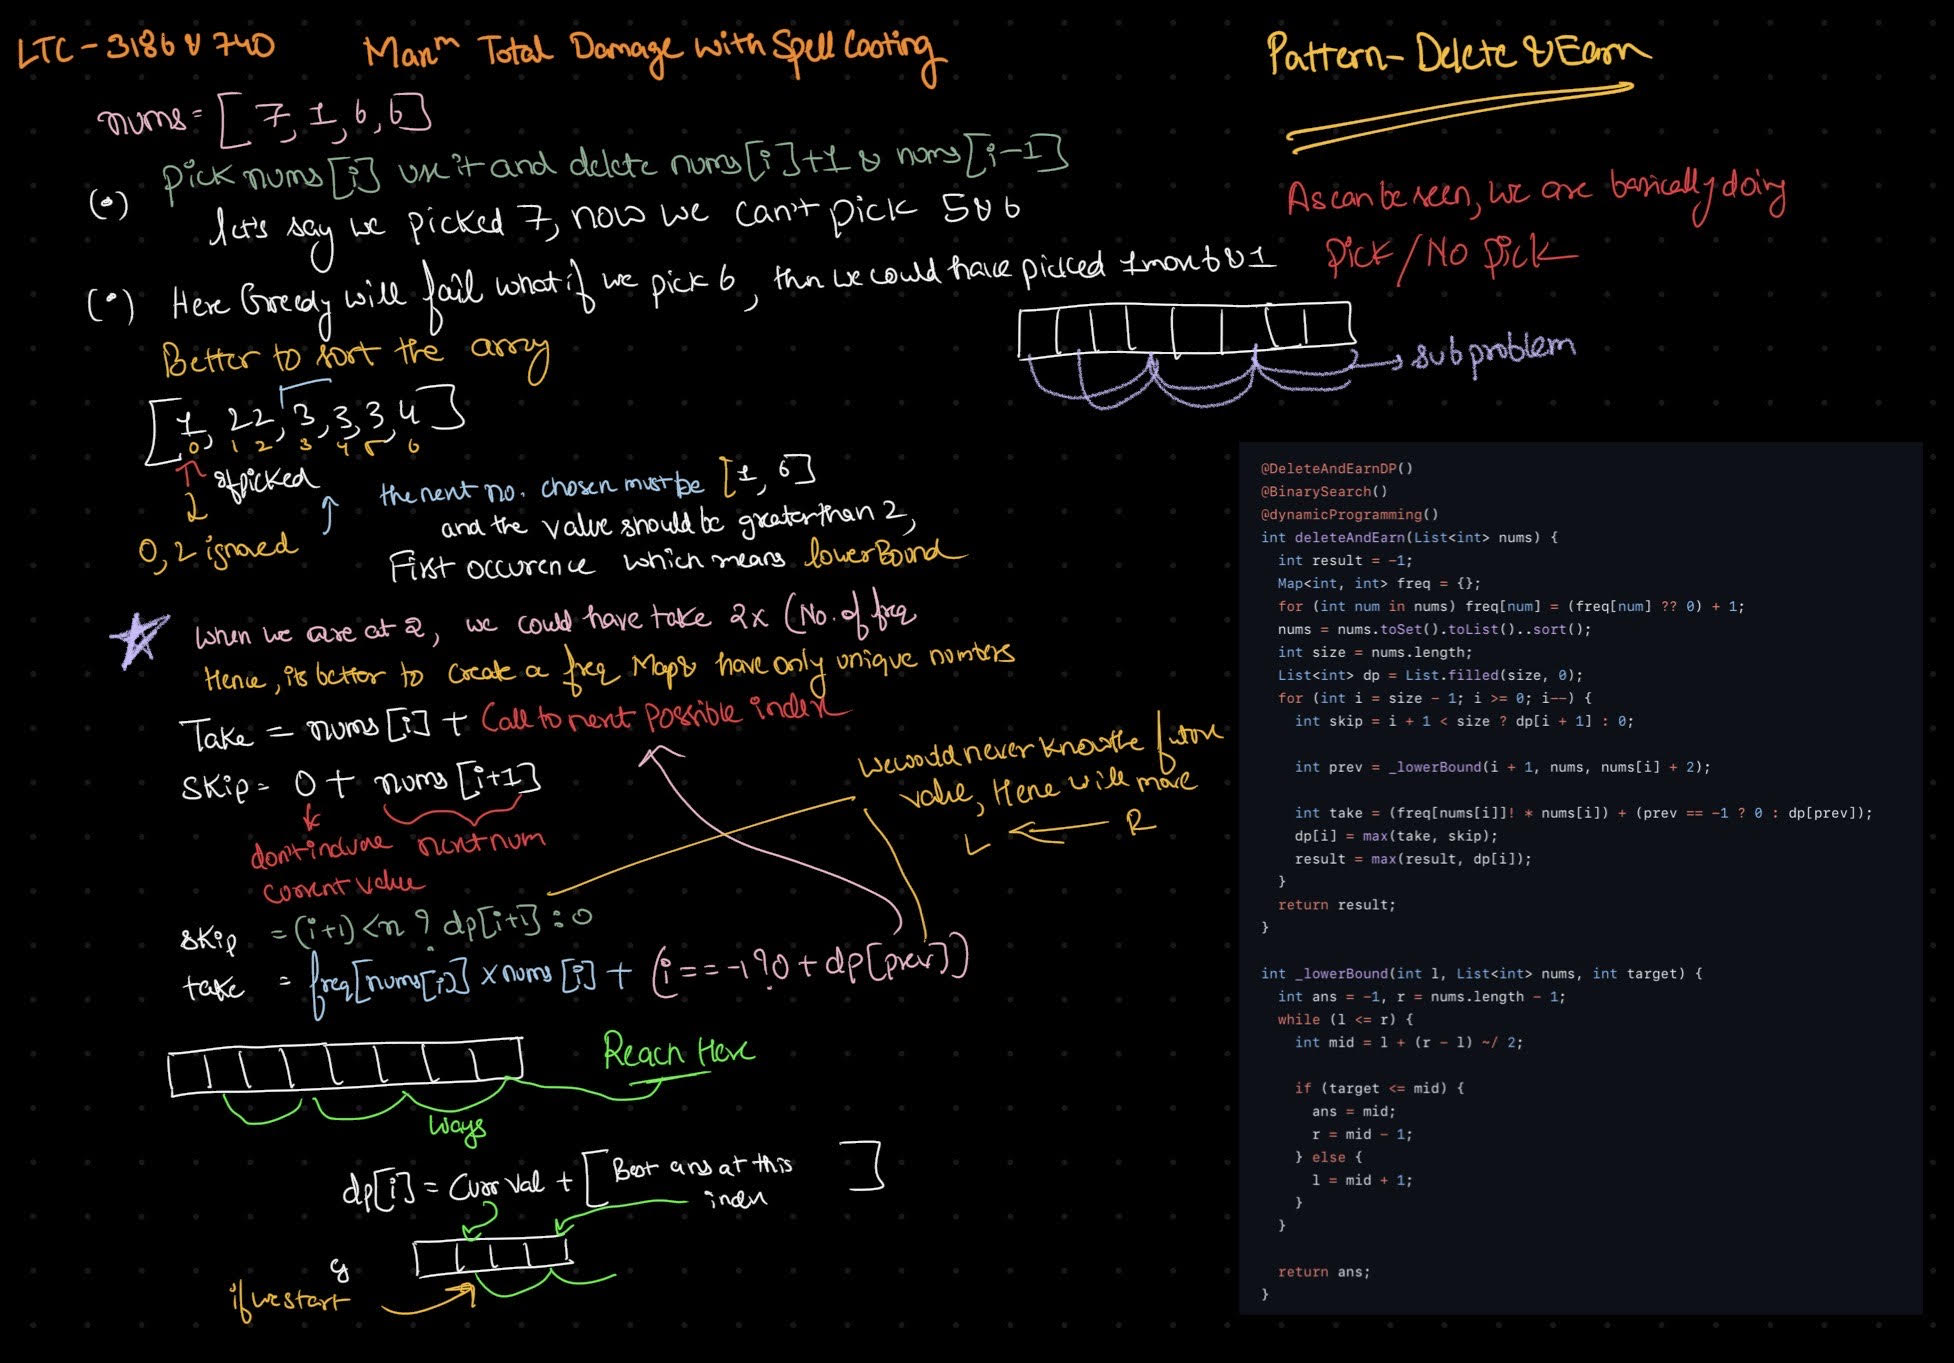 LTC-3186 & 740
Maxᵐ Total Damage with Spell Casting
Pattern - Delete & Earn
nums = [7, 1, 6, 6]
pick nums[i] use it and delete nums[i]+1 & nums[i-1]
(•) let's say we picked 7, now we can't pick 5 & 6
As can be seen, we are basically doing
Pick / No pick
(•) Here Greedy will fail what if we pick 6, then we could have picked 1 more 6 & 1
Better to sort the array
subproblem
[1, 2 2, 3, 3, 3, 4]
0 1 2 3 4 5 6
if picked
0, 2 ignored
the next no. chosen must be [1, 6]
and the value should be greater than 2,
First occurence which means lowerBound
when we are at 2, we could have take 2x (No. of freq
Hence, its better to create a freq Map & have only unique numbers
Take = nums[i] + Call to next possible index
Skip = 0 + nums[i+1]
don't include
current value
next num
We would never know the future
value, Hence will move
L ← R
skip = (i+1) < n ? dp[i+1] : 0
take = freq[nums[i]] x nums[i] + (i == -1 ? 0 + dp[prev])
Reach Here
Ways
dp[i] = Curr val + [Best ans at this
index]
if we start
@DeleteAndEarnDP()
@BinarySearch()
@dynamicProgramming()
int deleteAndEarn(List<int> nums) {
int result = -1;
Map<int, int> freq = {};
for (int num in nums) freq[num] = (freq[num] ?? 0) + 1;
nums = nums.toSet().toList()..sort();
int size = nums.length;
List<int> dp = List.filled(size, 0);
for (int i = size - 1; i >= 0; i--) {
int skip = i + 1 < size ? dp[i + 1] : 0;
int prev = _lowerBound(i + 1, nums, nums[i] + 2);
int take = (freq[nums[i]]! * nums[i]) + (prev == -1 ? 0 : dp[prev]);
dp[i] = max(take, skip);
result = max(result, dp[i]);
}
return result;
}
int _lowerBound(int l, List<int> nums, int target) {
int ans = -1, r = nums.length - 1;
while (l <= r) {
int mid = l + (r - l) ~/ 2;
if (target <= mid) {
ans = mid;
r = mid - 1;
} else {
l = mid + 1;
}
}
return ans;
}